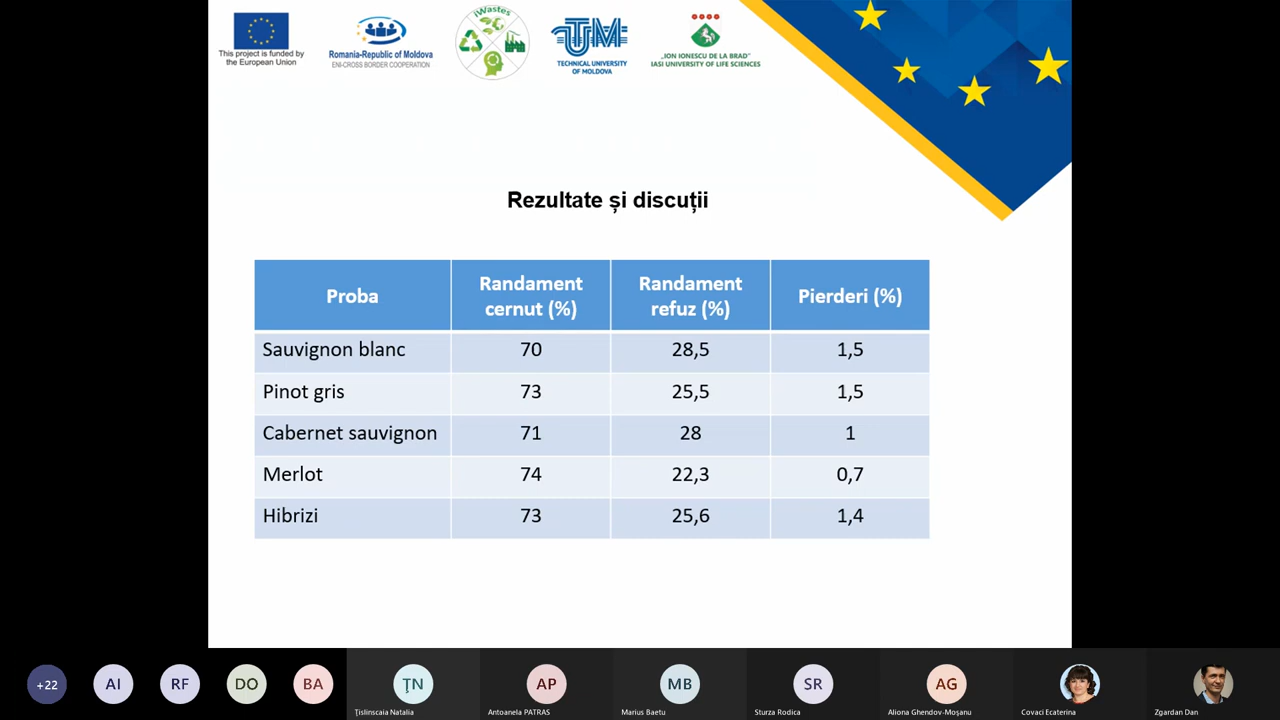 This project is funded by
the European Union
Romania-Republic of Moldova
ENI-CROSS BORDER COOPERATION
iWastes
UTM
TECHNICAL UNIVERSITY
OF MOLDOVA
„ION IONESCU DE LA BRAD”
IASI UNIVERSITY OF LIFE SCIENCES
Rezultate și discuții
Proba Randament cernut (%) Randament refuz (%) Pierderi (%)
Sauvignon blanc 70 28,5 1,5
Pinot gris 73 25,5 1,5
Cabernet sauvignon 71 28 1
Merlot 74 22,3 0,7
Hibrizi 73 25,6 1,4
+22 AI RF DO BA ŢN AP MB SR AG
Ţislinscaia Natalia Antoanela PATRAS Marius Baetu Sturza Rodica Aliona Ghendov-Moşanu Covaci Ecaterina Zgardan Dan